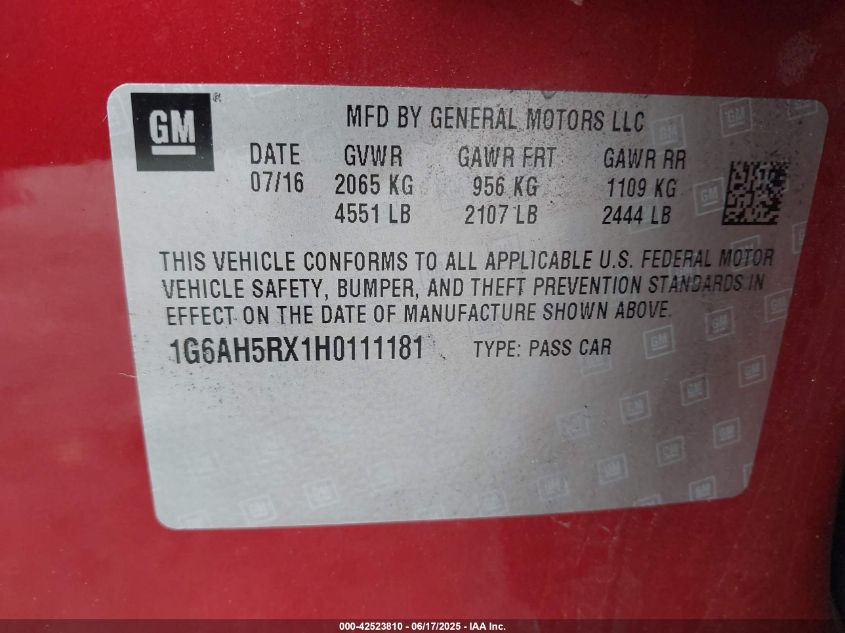 GM
MFD BY GENERAL MOTORS LLC
DATE GVWR GAWR FRT GAWR RR
07/16 2065 KG 956 KG 1109 KG
4551 LB 2107 LB 2444 LB
THIS VEHICLE CONFORMS TO ALL APPLICABLE U.S. FEDERAL MOTOR
VEHICLE SAFETY, BUMPER, AND THEFT PREVENTION STANDARDS IN
EFFECT ON THE DATE OF MANUFACTURE SHOWN ABOVE.
1G6AH5RX1H0111181 TYPE: PASS CAR
000-42523810 - 06/17/2025 - IAA Inc.